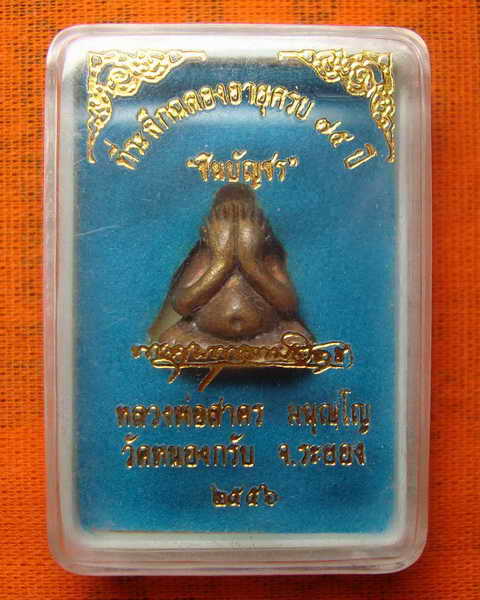 ที่ระลึกฉลองอายุครบ ๗๕ ปี
"ชินบัญชร"
หลวงพ่อสาคร มนุญฺโญ
วัดหนองกรับ จ.ระยอง
๒๕๕๖